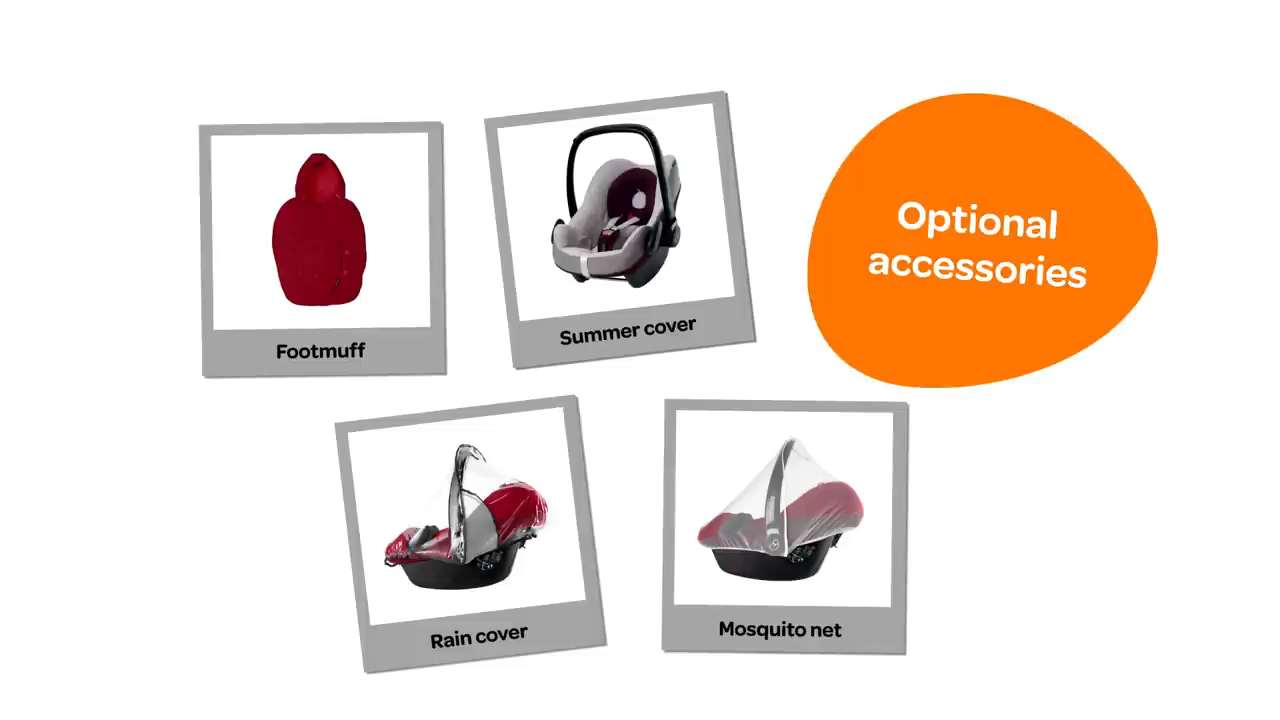 Optional
accessories
Footmuff
Summer cover
Rain cover
Mosquito net